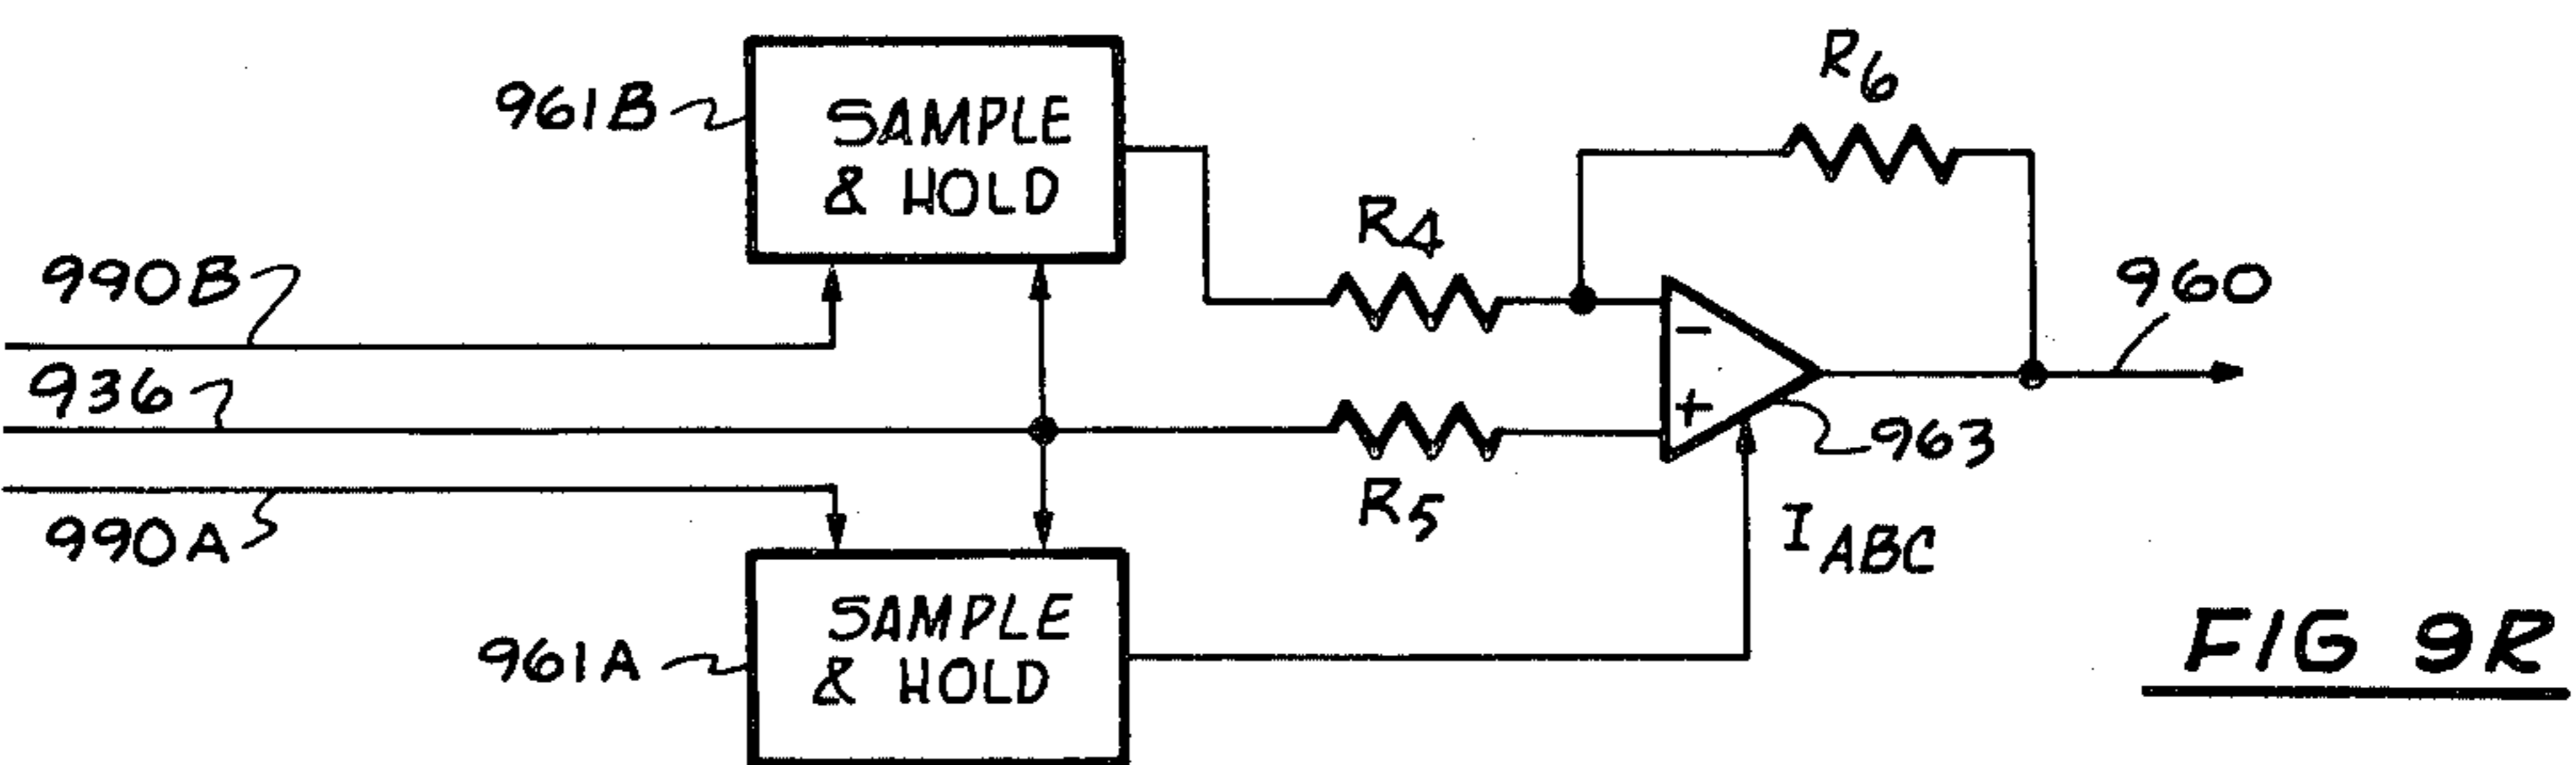 R6
961B
SAMPLE
& HOLD
R4
990B
960
936
-
+
963
R5
990A
IABC
SAMPLE
& HOLD
961A
FIG 9R